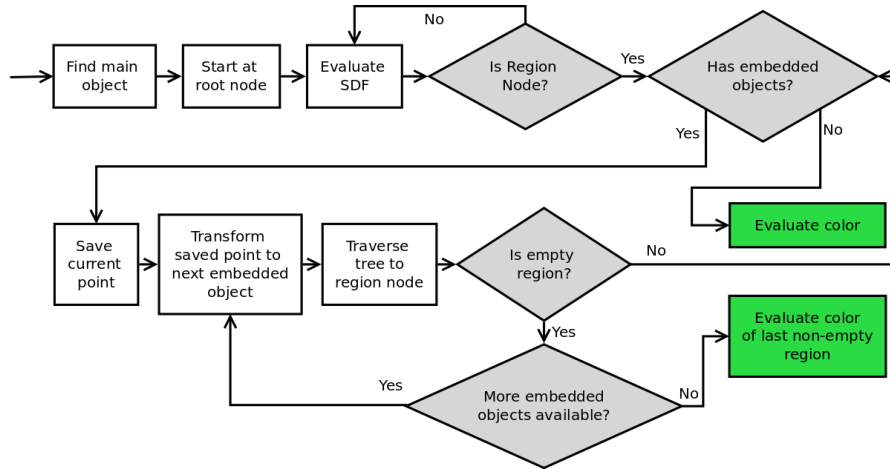 No
Find main
object
Start at
root node
Evaluate
SDF
Is Region
Node?
Yes
Has embedded
objects?
Yes
No
Evaluate color
Save
current
point
Transform
saved point to
next embedded
object
Traverse
tree to
region node
Is empty
region?
No
Yes
Evaluate color
of last non-empty
region
Yes
More embedded
objects available?
No